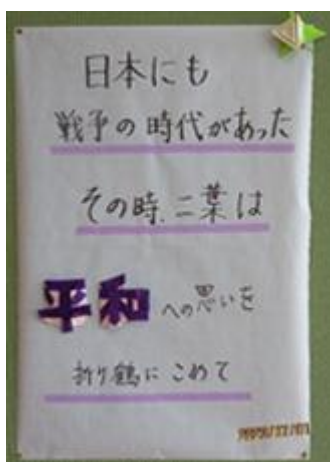 日本にも
戦争の時代があった
その時、二葉は
平和への思いを
折り鶴にこめて